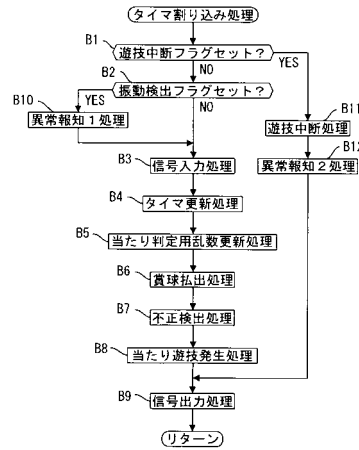 タイマ割り込み処理
B1
遊技中断フラグセット？
YES
B2
NO
振動検出フラグセット？
B10
YES
NO
異常報知1処理
B11
遊技中断処理
B12
異常報知2処理
B3
信号入力処理
B4
タイマ更新処理
B5
当たり判定用乱数更新処理
B6
賞球払出処理
B7
不正検出処理
B8
当たり遊技発生処理
B9
信号出力処理
リターン